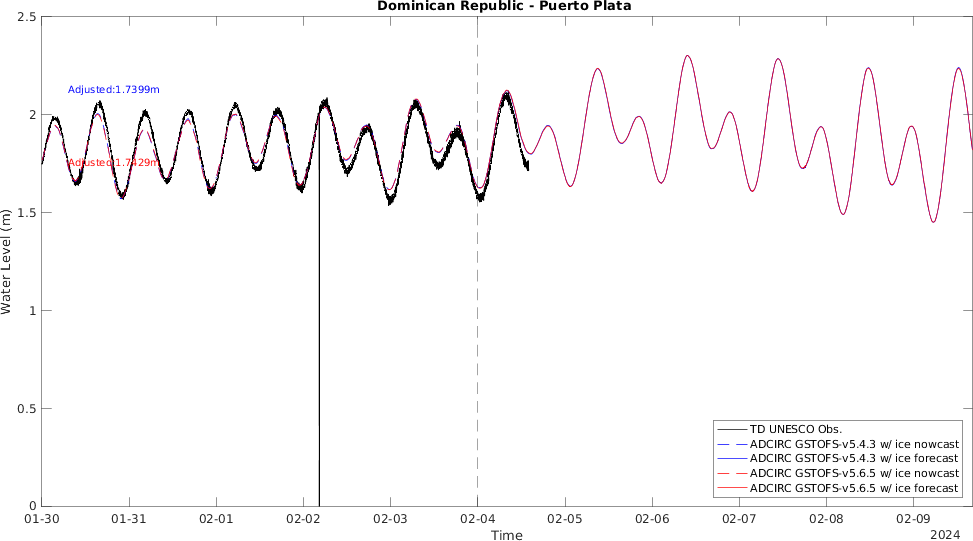 Dominican Republic - Puerto Plata
2.5
2
1.5
1
0.5
0
Water Level (m)
Adjusted:1.7399m
Adjusted:1.7429m
TD UNESCO Obs.
ADCIRC GSTOFS-v5.4.3 w/ ice nowcast
ADCIRC GSTOFS-v5.4.3 w/ ice forecast
ADCIRC GSTOFS-v5.6.5 w/ ice nowcast
ADCIRC GSTOFS-v5.6.5 w/ ice forecast
01-30 01-31 02-01 02-02 02-03 02-04 02-05 02-06 02-07 02-08 02-09
Time
2024